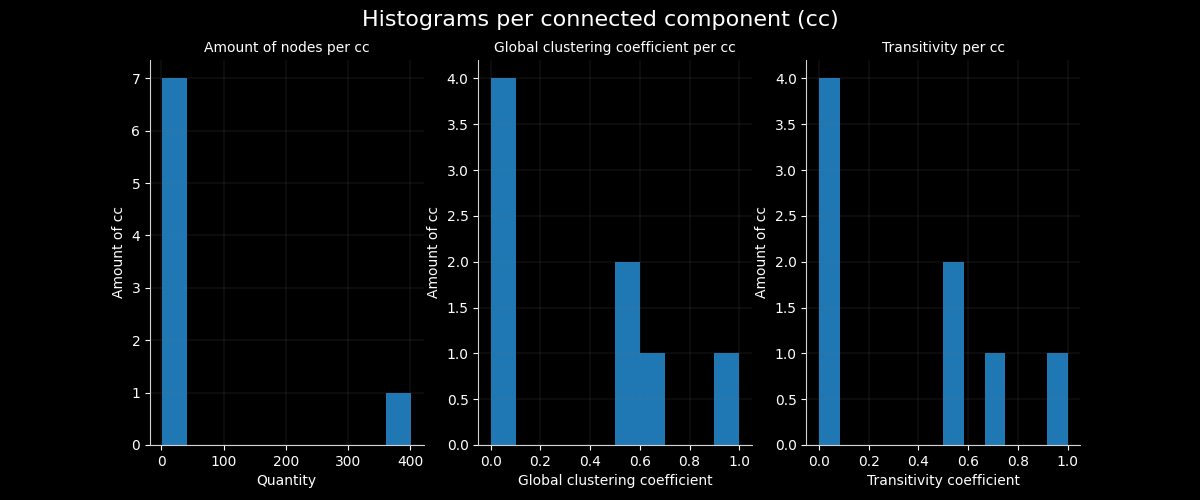 Histograms per connected component (cc)
Amount of nodes per cc
Global clustering coefficient per cc
Transitivity per cc
Amount of cc
7
6
5
4
3
2
1
0
0 100 200 300 400
Quantity
Amount of cc
4.0
3.5
3.0
2.5
2.0
1.5
1.0
0.5
0.0
0.0 0.2 0.4 0.6 0.8 1.0
Global clustering coefficient
Amount of cc
4.0
3.5
3.0
2.5
2.0
1.5
1.0
0.5
0.0
0.0 0.2 0.4 0.6 0.8 1.0
Transitivity coefficient